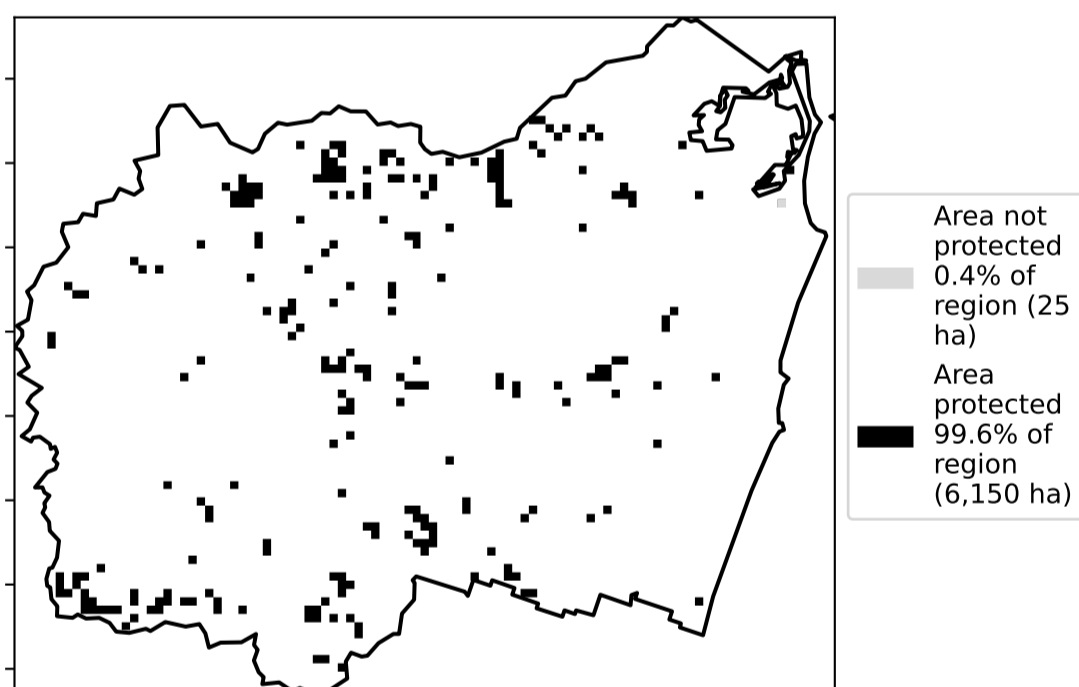 Area not
protected
0.4% of
region (25
ha)
Area
protected
99.6% of
region
(6,150 ha)